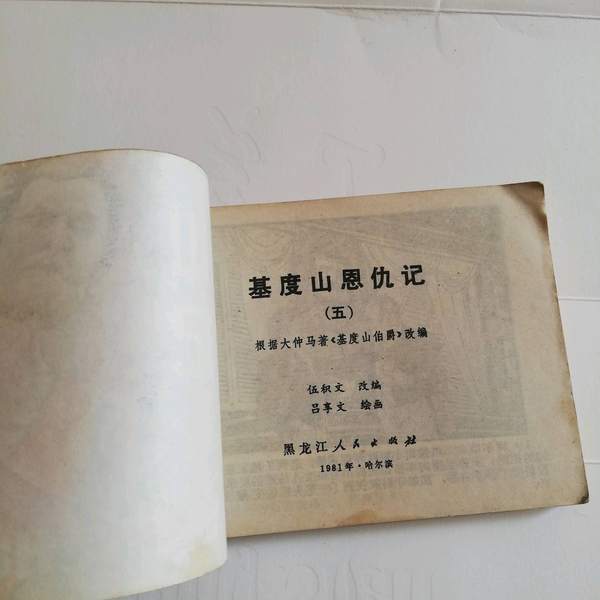 基度山恩仇记
(五)
根据大仲马著《基度山伯爵》改编
伍积文 改编
吕享文 绘画
黑龙江人民出版社
1981年·哈尔滨